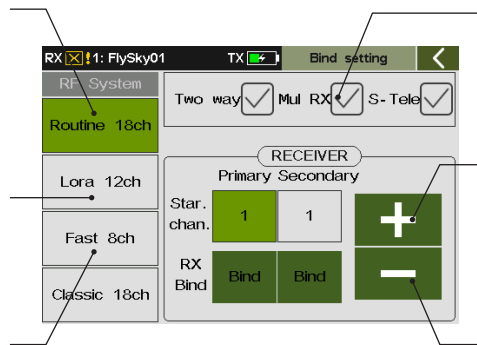 RX ! 1: FlySky01 TX Bind setting
RF System
Routine 18ch
Lora 12ch
Fast 8ch
Classic 18ch
Two way Mul RX S-Tele
RECEIVER
Primary Secondary
Star. chan. 1 1 +
RX Bind Bind Bind −